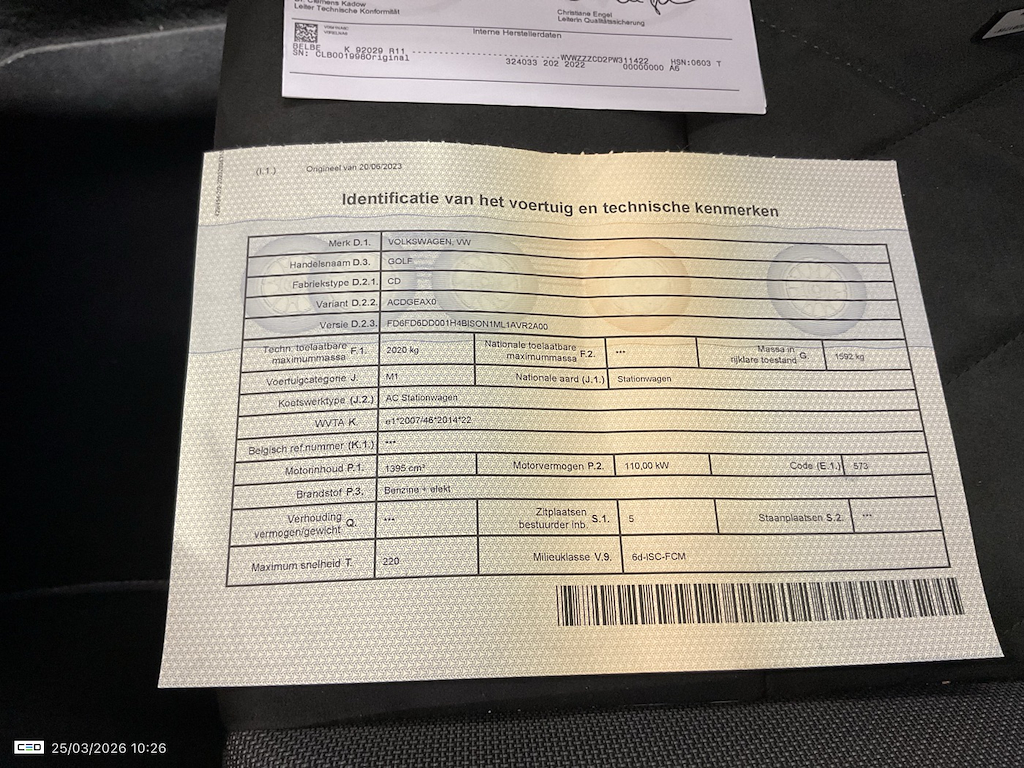 Dr. Clemens Kadow
Leiter Technische Konformität
Christiane Engel
Leiterin Qualitätssicherung
Interne Herstellerdaten
BELBE K 92029 R11 WVWZZZCD2PW311422 HSN:0603 T
SN: CLB001998Original 324033 202 2022 00000000 A6
(I.1.) Origineel van 20/06/2023
Identificatie van het voertuig en technische kenmerken
Merk D.1. VOLKSWAGEN, VW
Handelsnaam D.3. GOLF
Fabriekstype D.2.1. CD
Variant D.2.2. ACDGEAX0
Versie D.2.3. FD6FD6DD001H4BISON1ML1AVR2A00
Techn. toelaatbare maximummassa F.1. 2020 kg Nationale toelaatbare maximummassa F.2. *** Massa in rijklare toestand G. 1592 kg
Voertuigcategorie J. M1 Nationale aard (J.1.) Stationwagen
Koetswerktype (J.2.) AC Stationwagen
WVTA K. e1*2007/46*2014*22
Belgisch ref.nummer (K.1.) ***
Motorinhoud P.1. 1395 cm³ Motorvermogen P.2. 110,00 kW Code (E.1.) 573
Brandstof P.3. Benzine + elekt
Verhouding vermogen/gewicht Q. *** Zitplaatsen bestuurder inb. S.1. 5 Staanplaatsen S.2. ***
Maximum snelheid T. 220 Milieuklasse V.9. 6d-ISC-FCM
CEO 25/03/2026 10:26